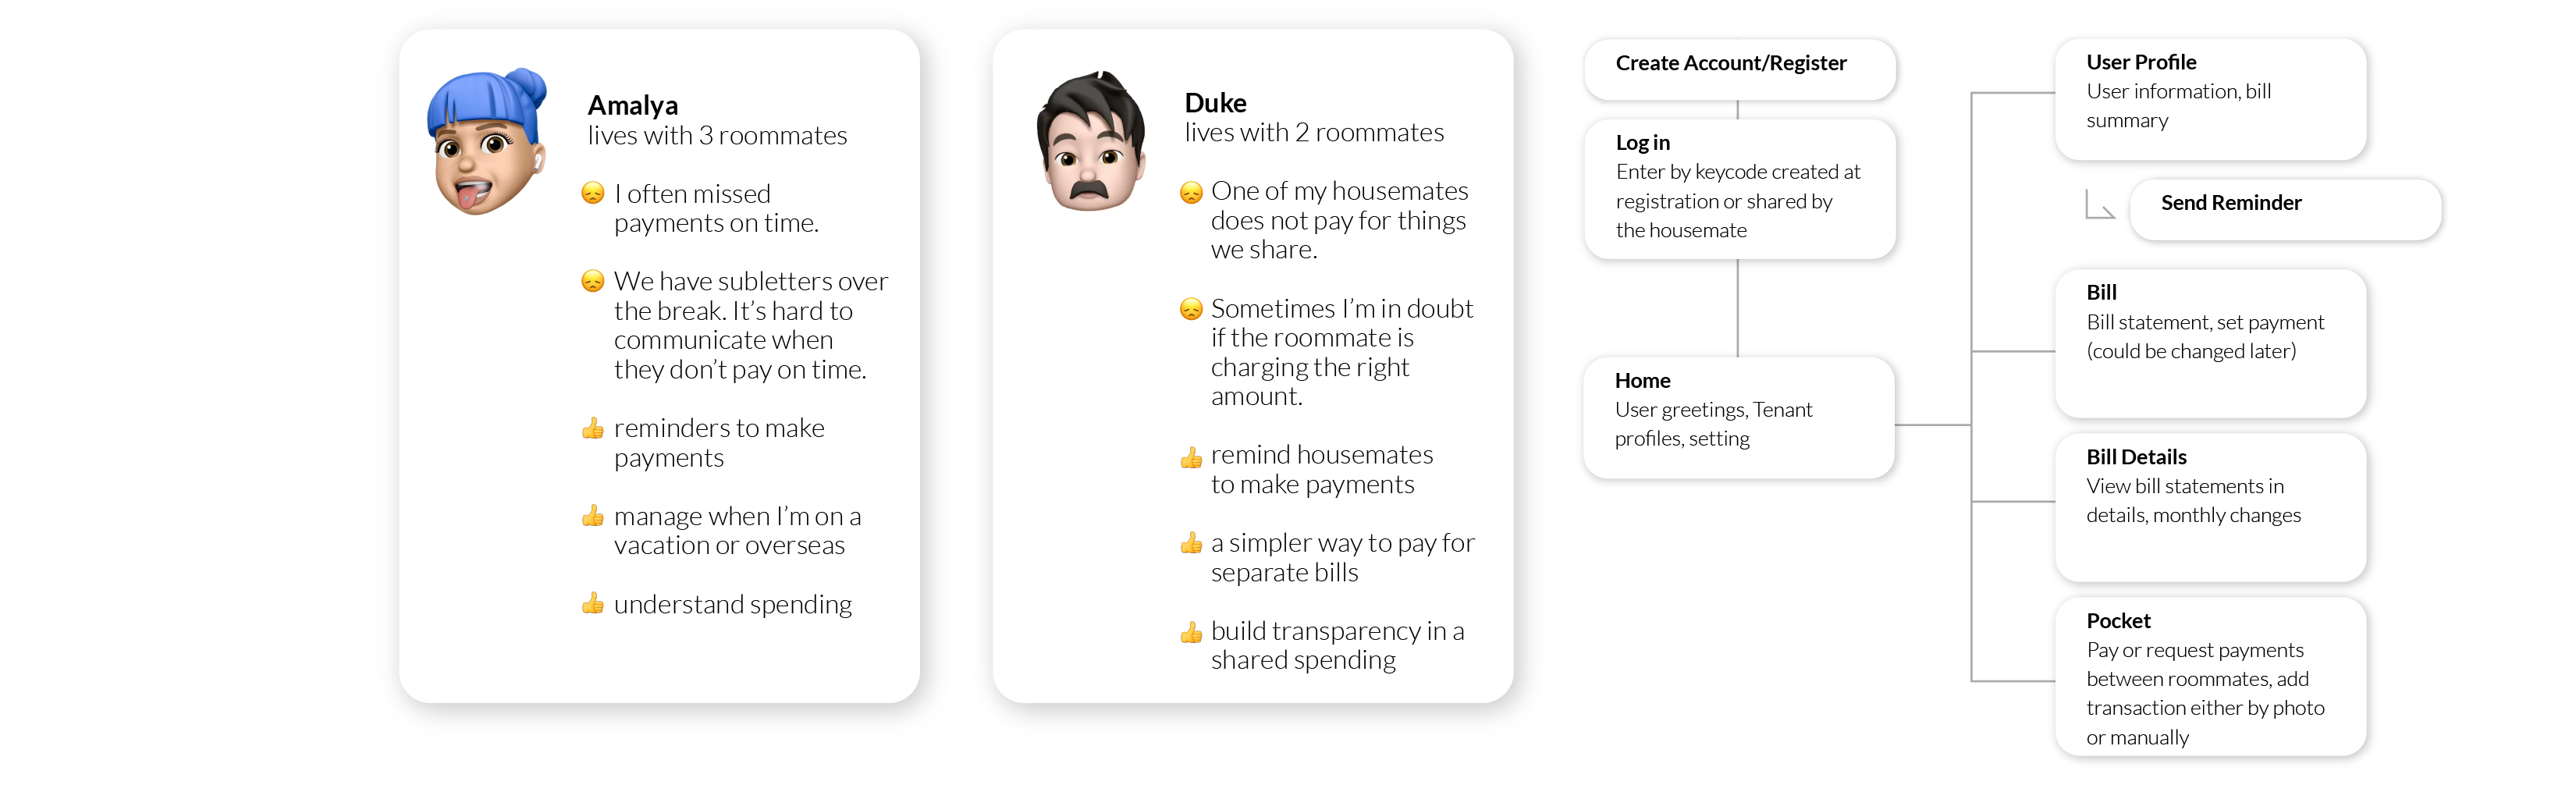 Amalya
lives with 3 roommates
I often missed
payments on time.
We have subletters over
the break. It's hard to
communicate when
they don't pay on time.
reminders to make
payments
manage when I'm on a
vacation or overseas
understand spending
Duke
lives with 2 roommates
One of my housemates
does not pay for things
we share.
Sometimes I'm in doubt
if the roommate is
charging the right
amount.
remind housemates
to make payments
a simpler way to pay for
separate bills
build transparency in a
shared spending
Create Account/Register
Log in
Enter by keycode created at
registration or shared by
the housemate
Home
User greetings, Tenant
profiles, setting
User Profile
User information, bill
summary
Send Reminder
Bill
Bill statement, set payment
(could be changed later)
Bill Details
View bill statements in
details, monthly changes
Pocket
Pay or request payments
between roommates, add
transaction either by photo
or manually